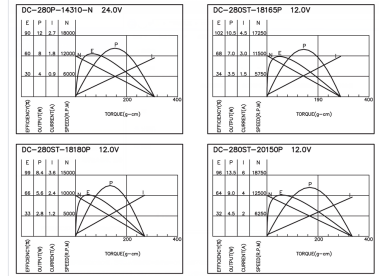 DC-280P-14310-N 24.0V
E P I N
90 12 2.7 18000
60 8 1.8 12000
30 4 0.9 6000
N E P I
200 400
EFFICIENCY(%) OUTPUT(W) CURRENT(A) SPEED(R.P.M)
TORQUE(g-cm)
DC-280ST-18165P 12.0V
E P I N
102 10.5 4.5 17250
68 7.0 3.0 11500
34 3.5 1.5 5750
N E P I
190 400
EFFICIENCY(%) OUTPUT(W) CURRENT(A) SPEED(R.P.M)
TORQUE(g-cm)
DC-280ST-18180P 12.0V
E P I N
99 8.4 3.6 15000
66 5.6 2.4 10000
33 2.8 1.2 5000
N E P I
200 400
EFFICIENCY(%) OUTPUT(W) CURRENT(A) SPEED(R.P.M)
TORQUE(g-cm)
DC-280ST-20150P 12.0V
E P I N
96 13.5 6 18750
64 9.0 4 12500
32 4.5 2 6250
N E P I
200 400
EFFICIENCY(%) OUTPUT(W) CURRENT(A) SPEED(R.P.M)
TORQUE(g-cm)